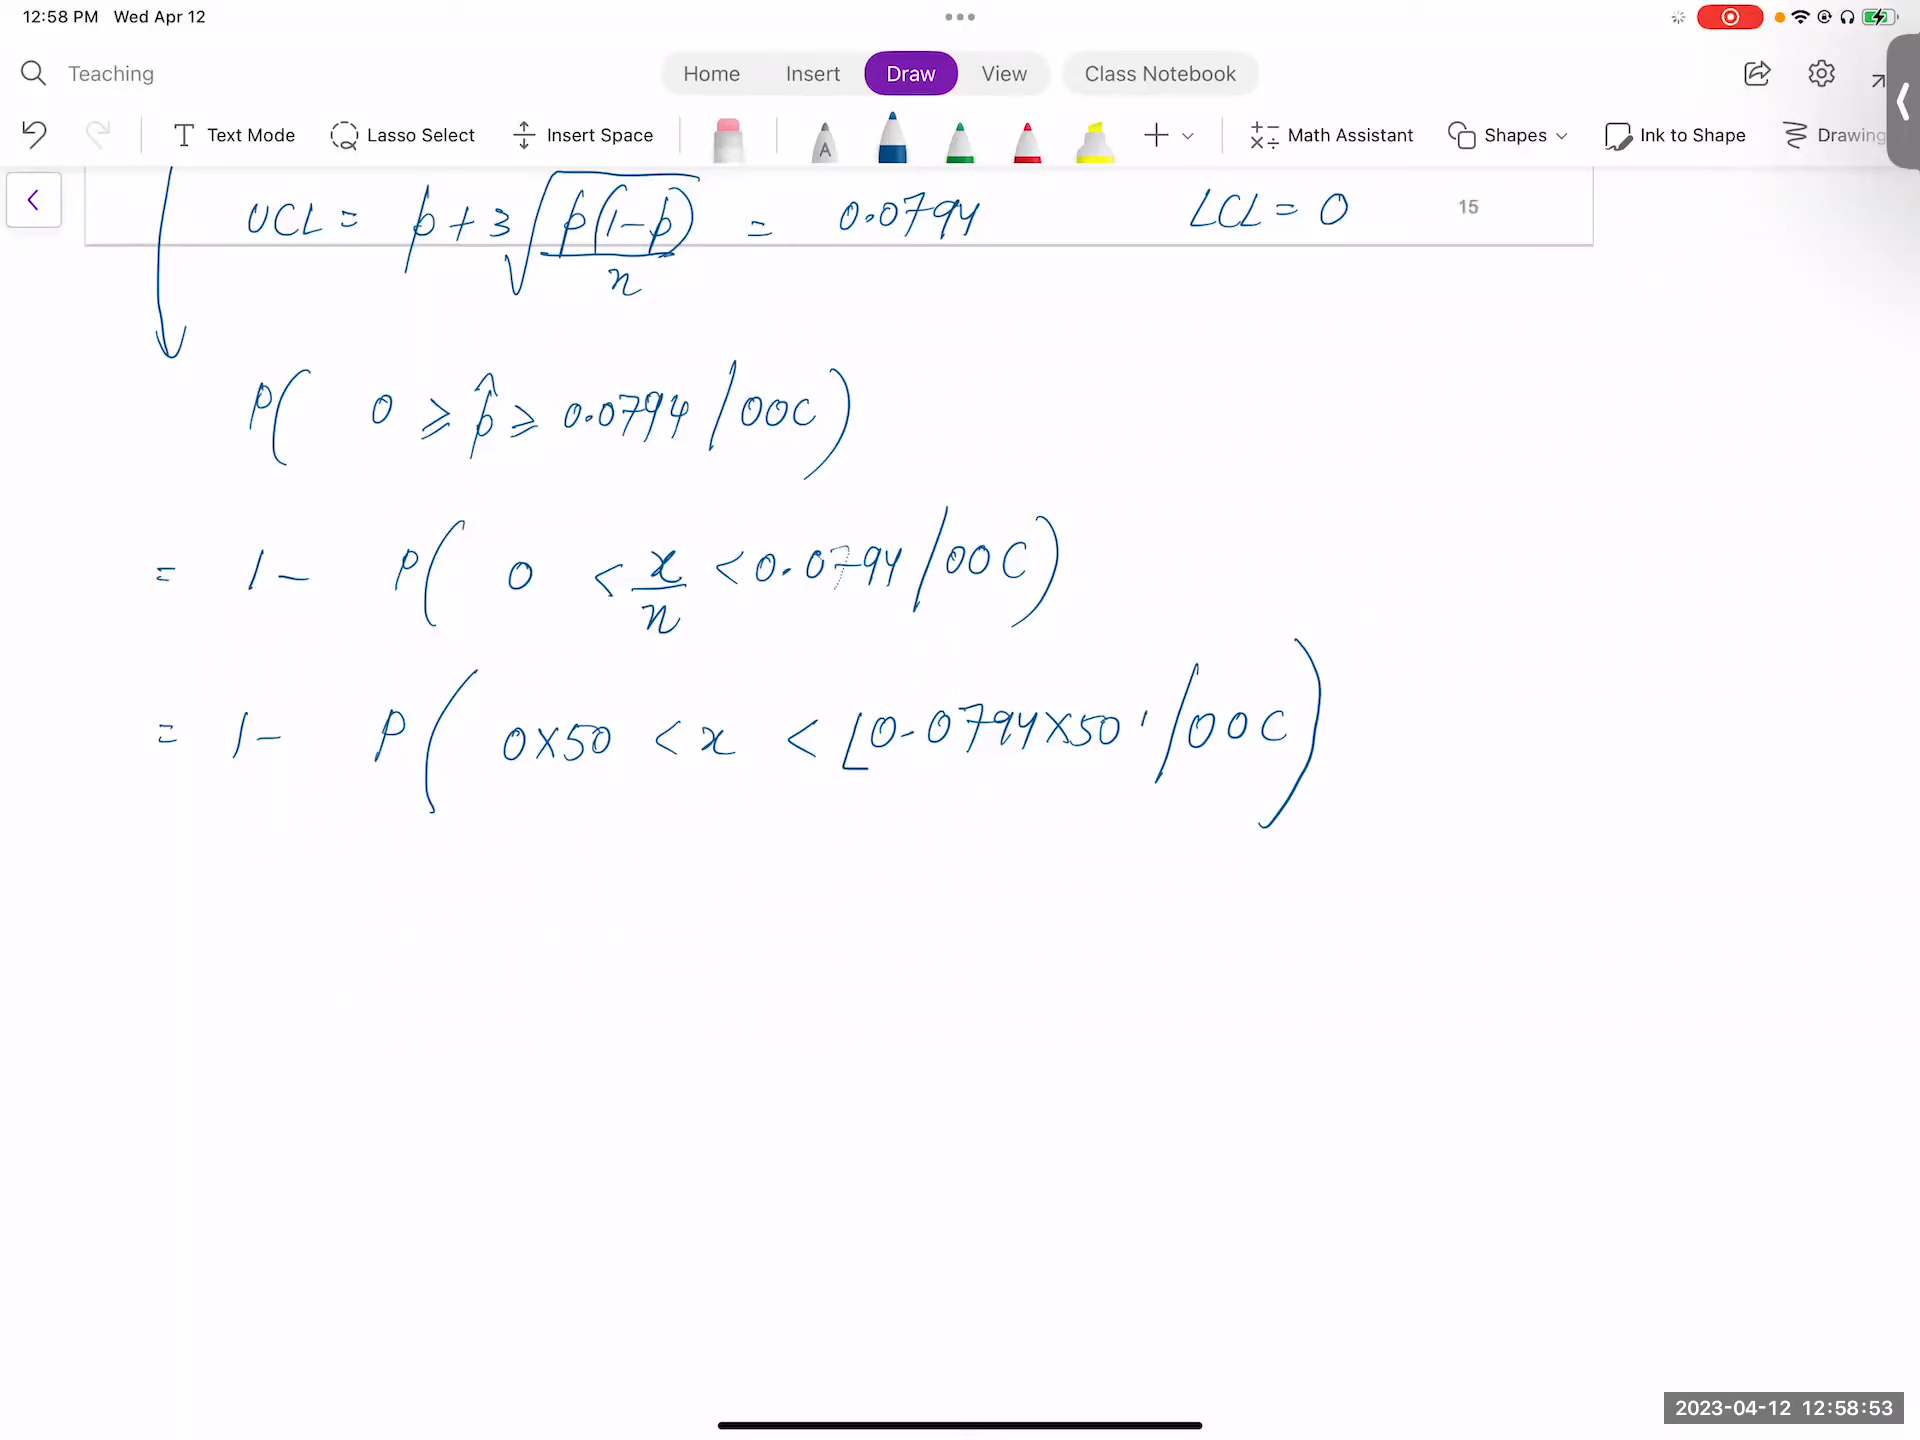 12:58 PM Wed Apr 12
Teaching
Home Insert Draw View Class Notebook
Text Mode Lasso Select Insert Space A Math Assistant Shapes Ink to Shape Drawing
UCL = p + 3 √(p(1-p)/n) = 0.0794 LCL = 0 15
P( 0 ≥ p̂ ≥ 0.0794 / OOC )
= 1 - P( 0 < x/n < 0.0794 / OOC )
= 1 - P( 0×50 < x < ⌊0.0794×50 ' / OOC )
2023-04-12 12:58:53